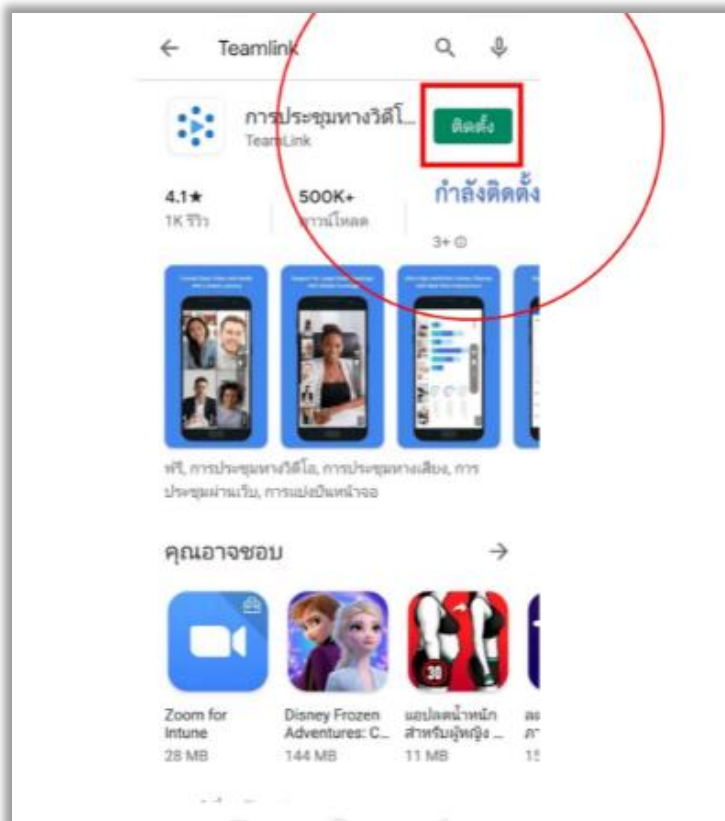 Teamlink
การประชุมทางวิดีโ...
TeamLink
ติดตั้ง
4.1★
1K รีวิว
500K+
ดาวน์โหลด
กำลังติดตั้ง
3+
ฟรี, การประชุมทางวิดีโอ, การประชุมทางเสียง, การ
ประชุมผ่านเว็บ, การแบ่งปันหน้าจอ
คุณอาจชอบ
Zoom for
Intune
28 MB
Disney Frozen
Adventures: C...
144 MB
แอปลดน้ำหนัก
สำหรับผู้หญิง ...
11 MB
30